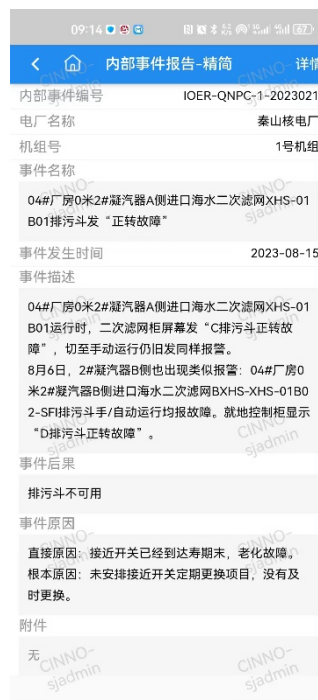 09:14
67
内部事件报告-精简
详情
内部事件编号
IOER-QNPC-1-2023021
电厂名称
秦山核电厂
机组号
1号机组
事件名称
04#厂房0米2#凝汽器A侧进口海水二次滤网XHS-01
B01排污斗发“正转故障”
事件发生时间
2023-08-15
事件描述
04#厂房0米2#凝汽器A侧进口海水二次滤网XHS-01
B01运行时，二次滤网柜屏幕发“C排污斗正转故
障”，切至手动运行仍旧发同样报警。
8月6日，2#凝汽器B侧也出现类似报警：04#厂房0
米2#凝汽器B侧进口海水二次滤网BXHS-XHS-01B0
2-SFI排污斗手/自动运行均报故障。就地控制柜显示
“D排污斗正转故障”。
事件后果
排污斗不可用
事件原因
直接原因：接近开关已经到达寿期末，老化故障。
根本原因：未安排接近开关定期更换项目，没有及
时更换。
附件
无
CINNO-
sjadmin